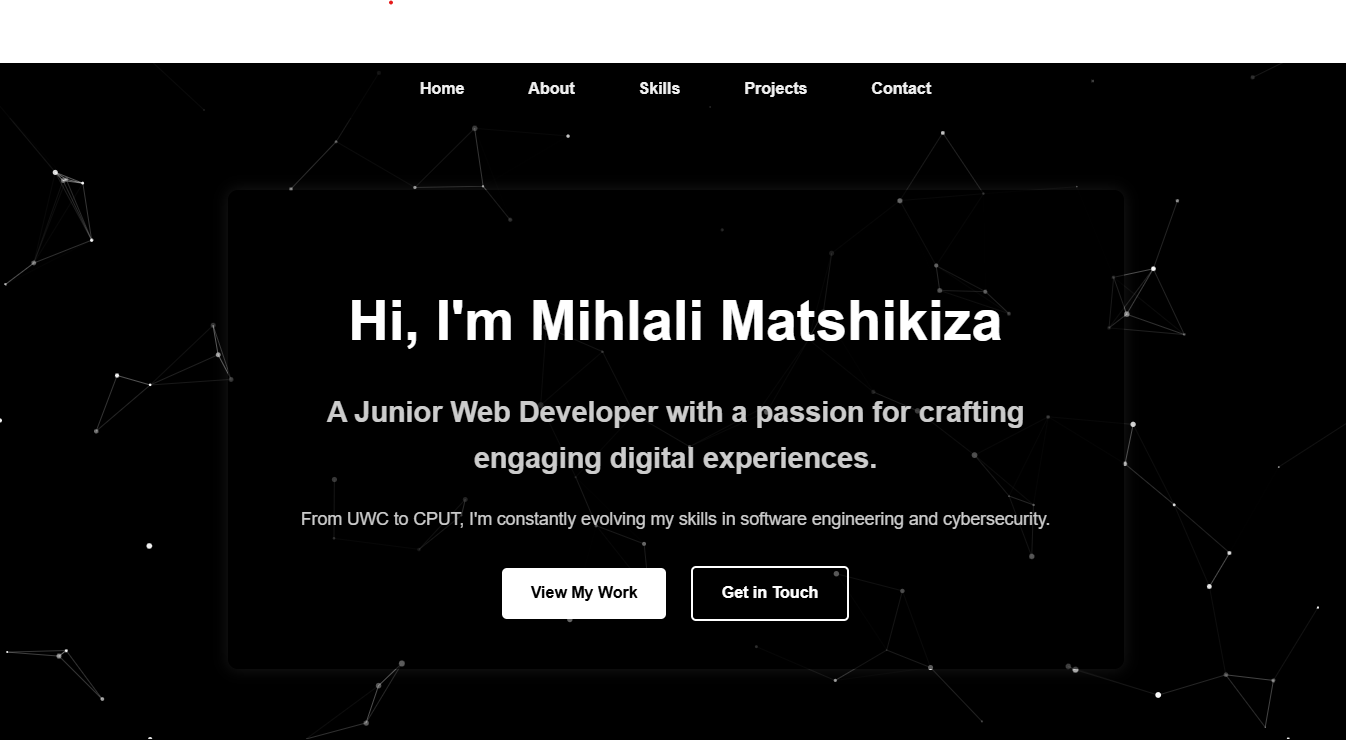 Home About Skills Projects Contact
Hi, I'm Mihlali Matshikiza
A Junior Web Developer with a passion for crafting
engaging digital experiences.
From UWC to CPUT, I'm constantly evolving my skills in software engineering and cybersecurity.
View My Work Get in Touch